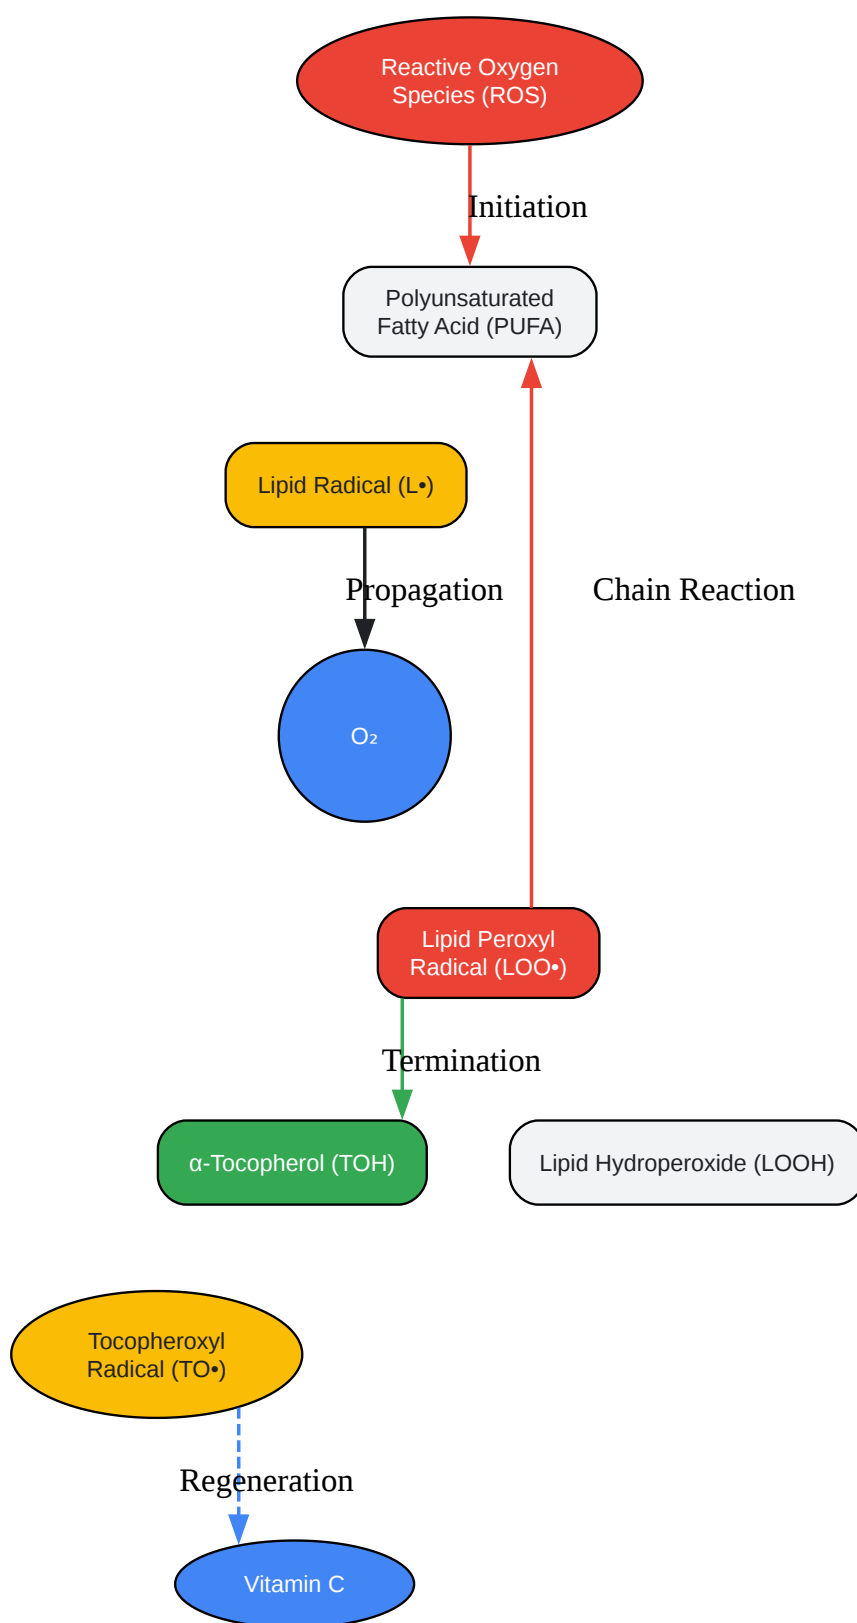 Reactive Oxygen
Species (ROS)
Initiation
Polyunsaturated
Fatty Acid (PUFA)
Lipid Radical (L•)
Propagation
Chain Reaction
O₂
Lipid Peroxyl
Radical (LOO•)
Termination
α-Tocopherol (TOH)
Lipid Hydroperoxide (LOOH)
Tocopheroxyl
Radical (TO•)
Regeneration
Vitamin C